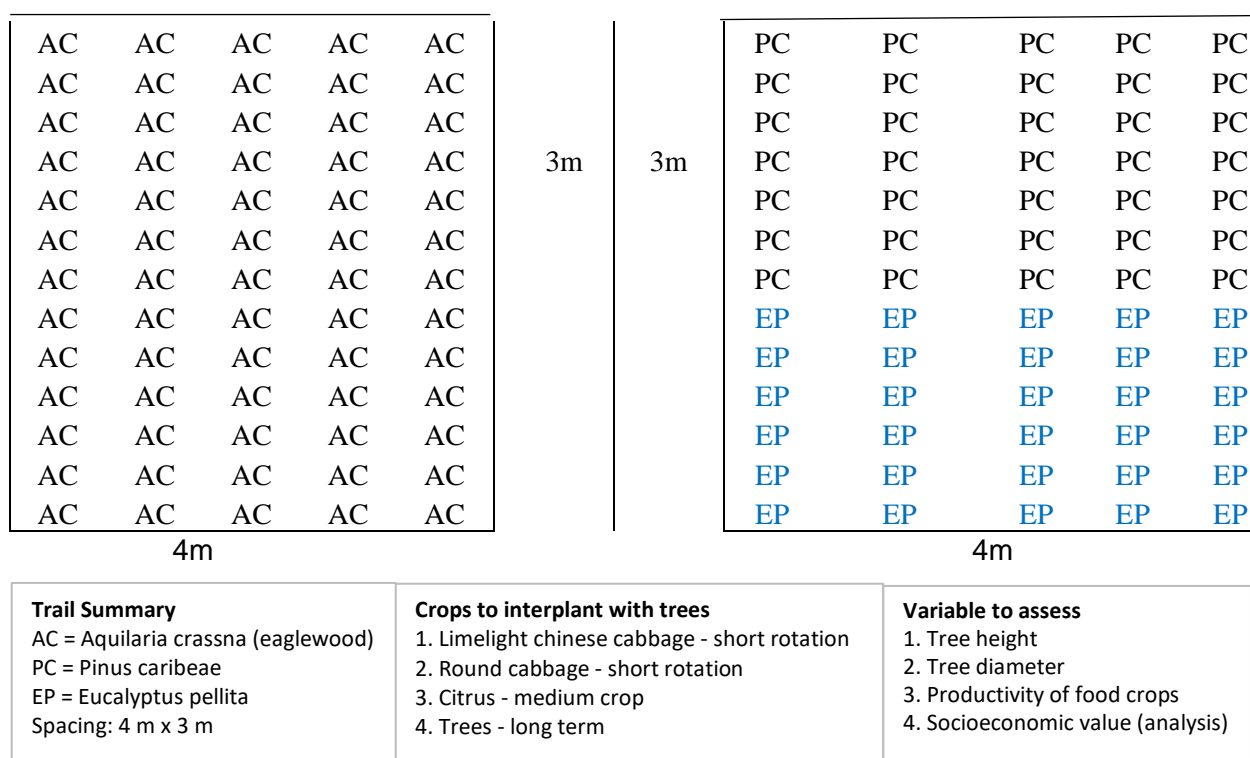 AC AC AC AC AC PC PC PC PC PC
AC AC AC AC AC PC PC PC PC PC
AC AC AC AC AC PC PC PC PC PC
AC AC AC AC AC 3m 3m PC PC PC PC PC
AC AC AC AC AC PC PC PC PC PC
AC AC AC AC AC PC PC PC PC PC
AC AC AC AC AC PC PC PC PC PC
AC AC AC AC AC EP EP EP EP EP
AC AC AC AC AC EP EP EP EP EP
AC AC AC AC AC EP EP EP EP EP
AC AC AC AC AC EP EP EP EP EP
AC AC AC AC AC EP EP EP EP EP
AC AC AC AC AC EP EP EP EP EP
4m 4m
Trail Summary
AC = Aquilaria crassna (eaglewood)
PC = Pinus caribeae
EP = Eucalyptus pellita
Spacing: 4 m x 3 m
Crops to interplant with trees
1. Limelight chinese cabbage - short rotation
2. Round cabbage - short rotation
3. Citrus - medium crop
4. Trees - long term
Variable to assess
1. Tree height
2. Tree diameter
3. Productivity of food crops
4. Socioeconomic value (analysis)